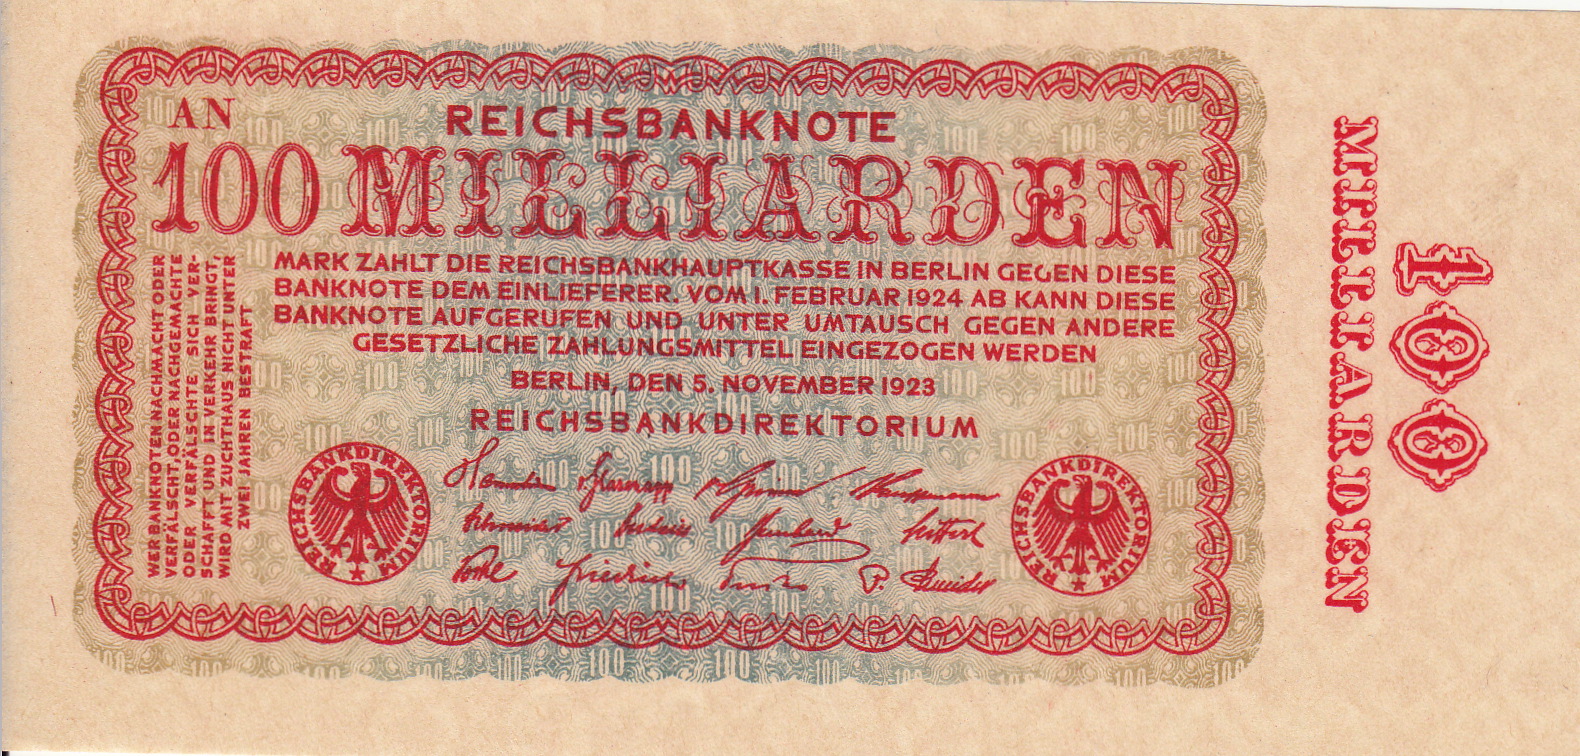 AN
REICHSBANKNOTE
100 MILLIARDEN
MARK ZAHLT DIE REICHSBANKHAUPTKASSE IN BERLIN GEGEN DIESE
BANKNOTE DEM EINLIEFERER. VOM 1. FEBRUAR 1924 AB KANN DIESE
BANKNOTE AUFGERUFEN UND UNTER UMTAUSCH GEGEN ANDERE
GESETZLICHE ZAHLUNGSMITTEL EINGEZOGEN WERDEN
BERLIN, DEN 5. NOVEMBER 1923
REICHSBANKDIREKTORIUM
WER BANKNOTEN NACHMACHT ODER
VERFÄLSCHT, ODER NACHGEMACHTE
ODER VERFÄLSCHTE SICH VER-
SCHAFFT UND IN VERKEHR BRINGT,
WIRD MIT ZUCHTHAUS NICHT UNTER
ZWEI JAHREN BESTRAFT
REICHSBANKDIREKTORIUM
REICHSBANKDIREKTORIUM
Friedrich
P. Schneider
100
MILLIARDEN